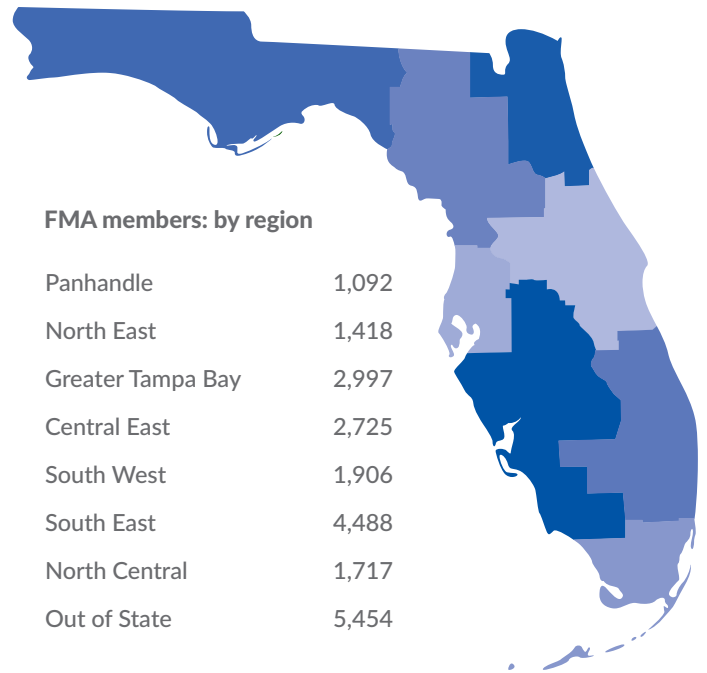 FMA members: by region
Panhandle 1,092
North East 1,418
Greater Tampa Bay 2,997
Central East 2,725
South West 1,906
South East 4,488
North Central 1,717
Out of State 5,454